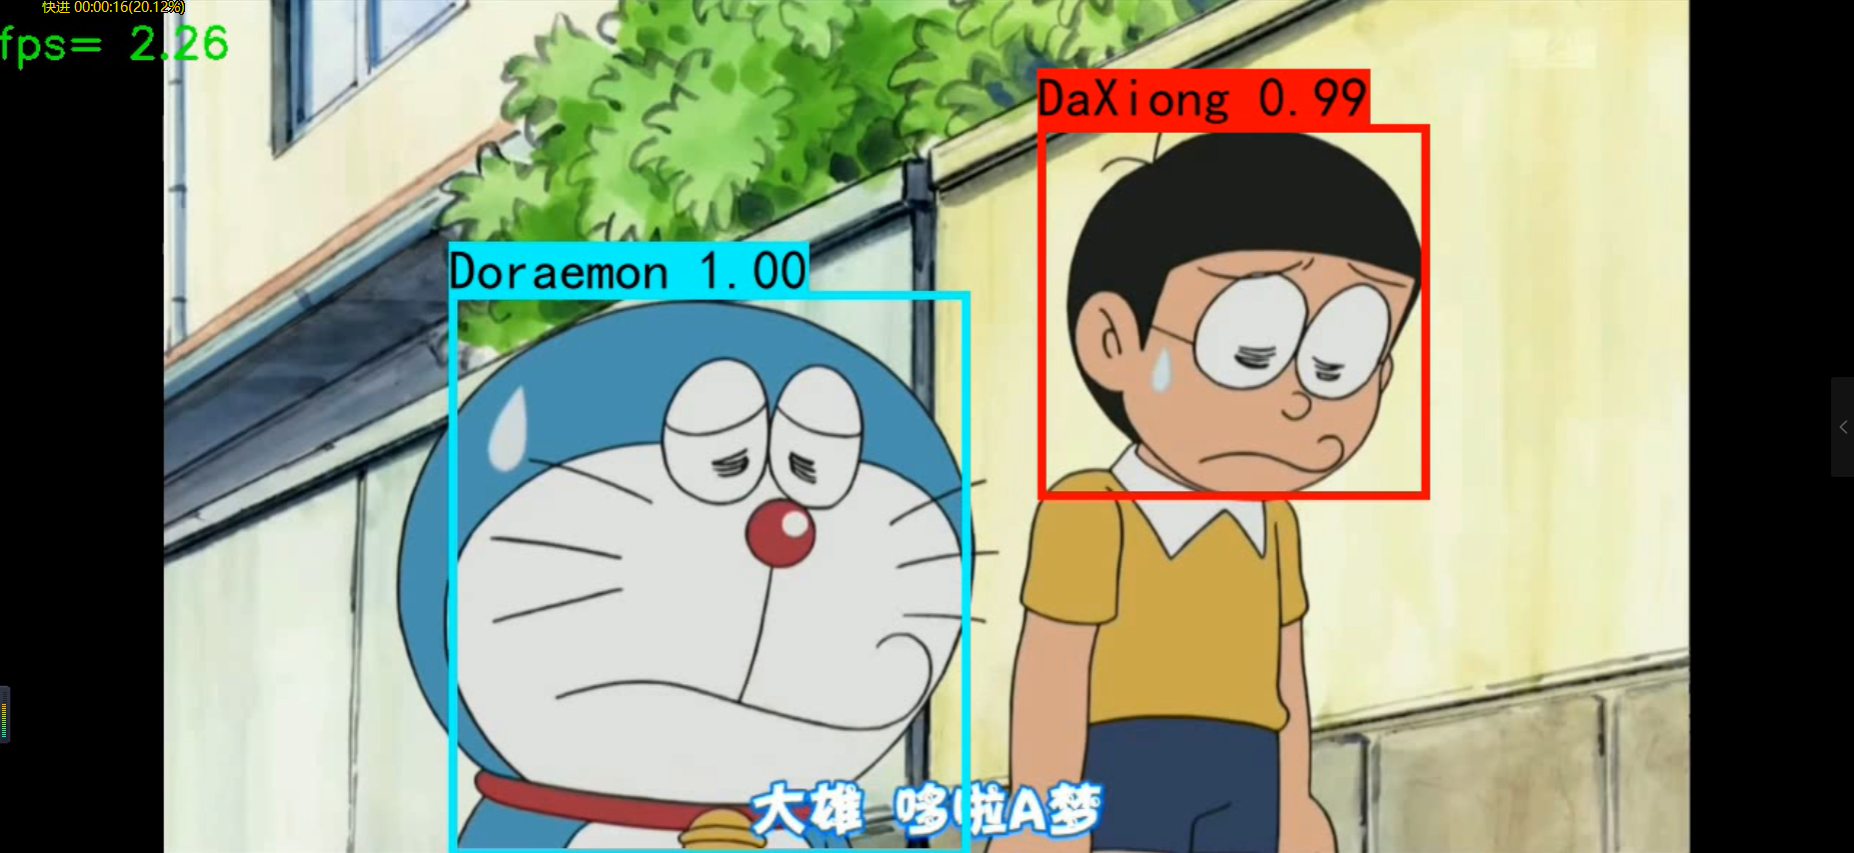 快进 00:00:16(20.12%)
fps= 2.26
DaXiong 0.99
Doraemon 1.00
大雄 哆啦A梦